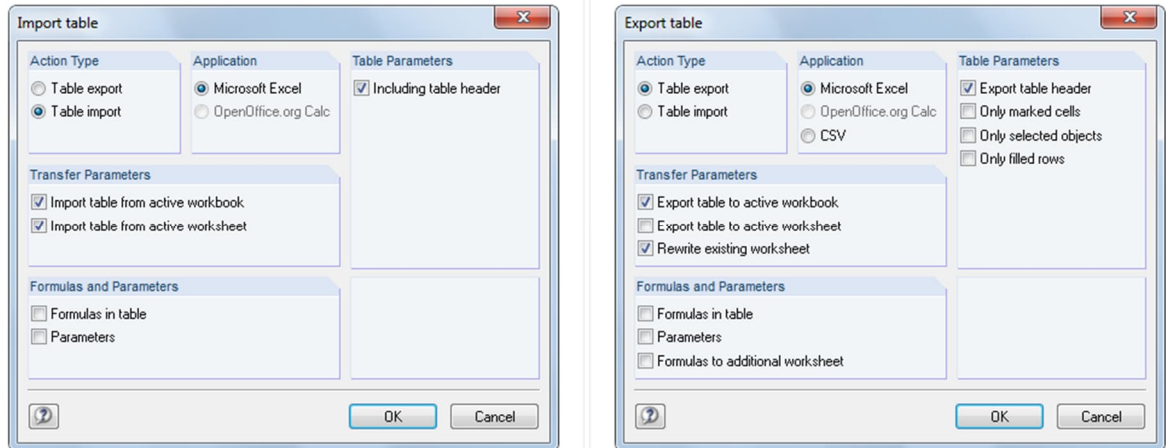 Import table
Action Type
Table export
Table import
Application
Microsoft Excel
OpenOffice.org Calc
Table Parameters
Including table header
Transfer Parameters
Import table from active workbook
Import table from active worksheet
Formulas and Parameters
Formulas in table
Parameters
OK
Cancel
Export table
Action Type
Table export
Table import
Application
Microsoft Excel
OpenOffice.org Calc
CSV
Table Parameters
Export table header
Only marked cells
Only selected objects
Only filled rows
Transfer Parameters
Export table to active workbook
Export table to active worksheet
Rewrite existing worksheet
Formulas and Parameters
Formulas in table
Parameters
Formulas to additional worksheet
OK
Cancel